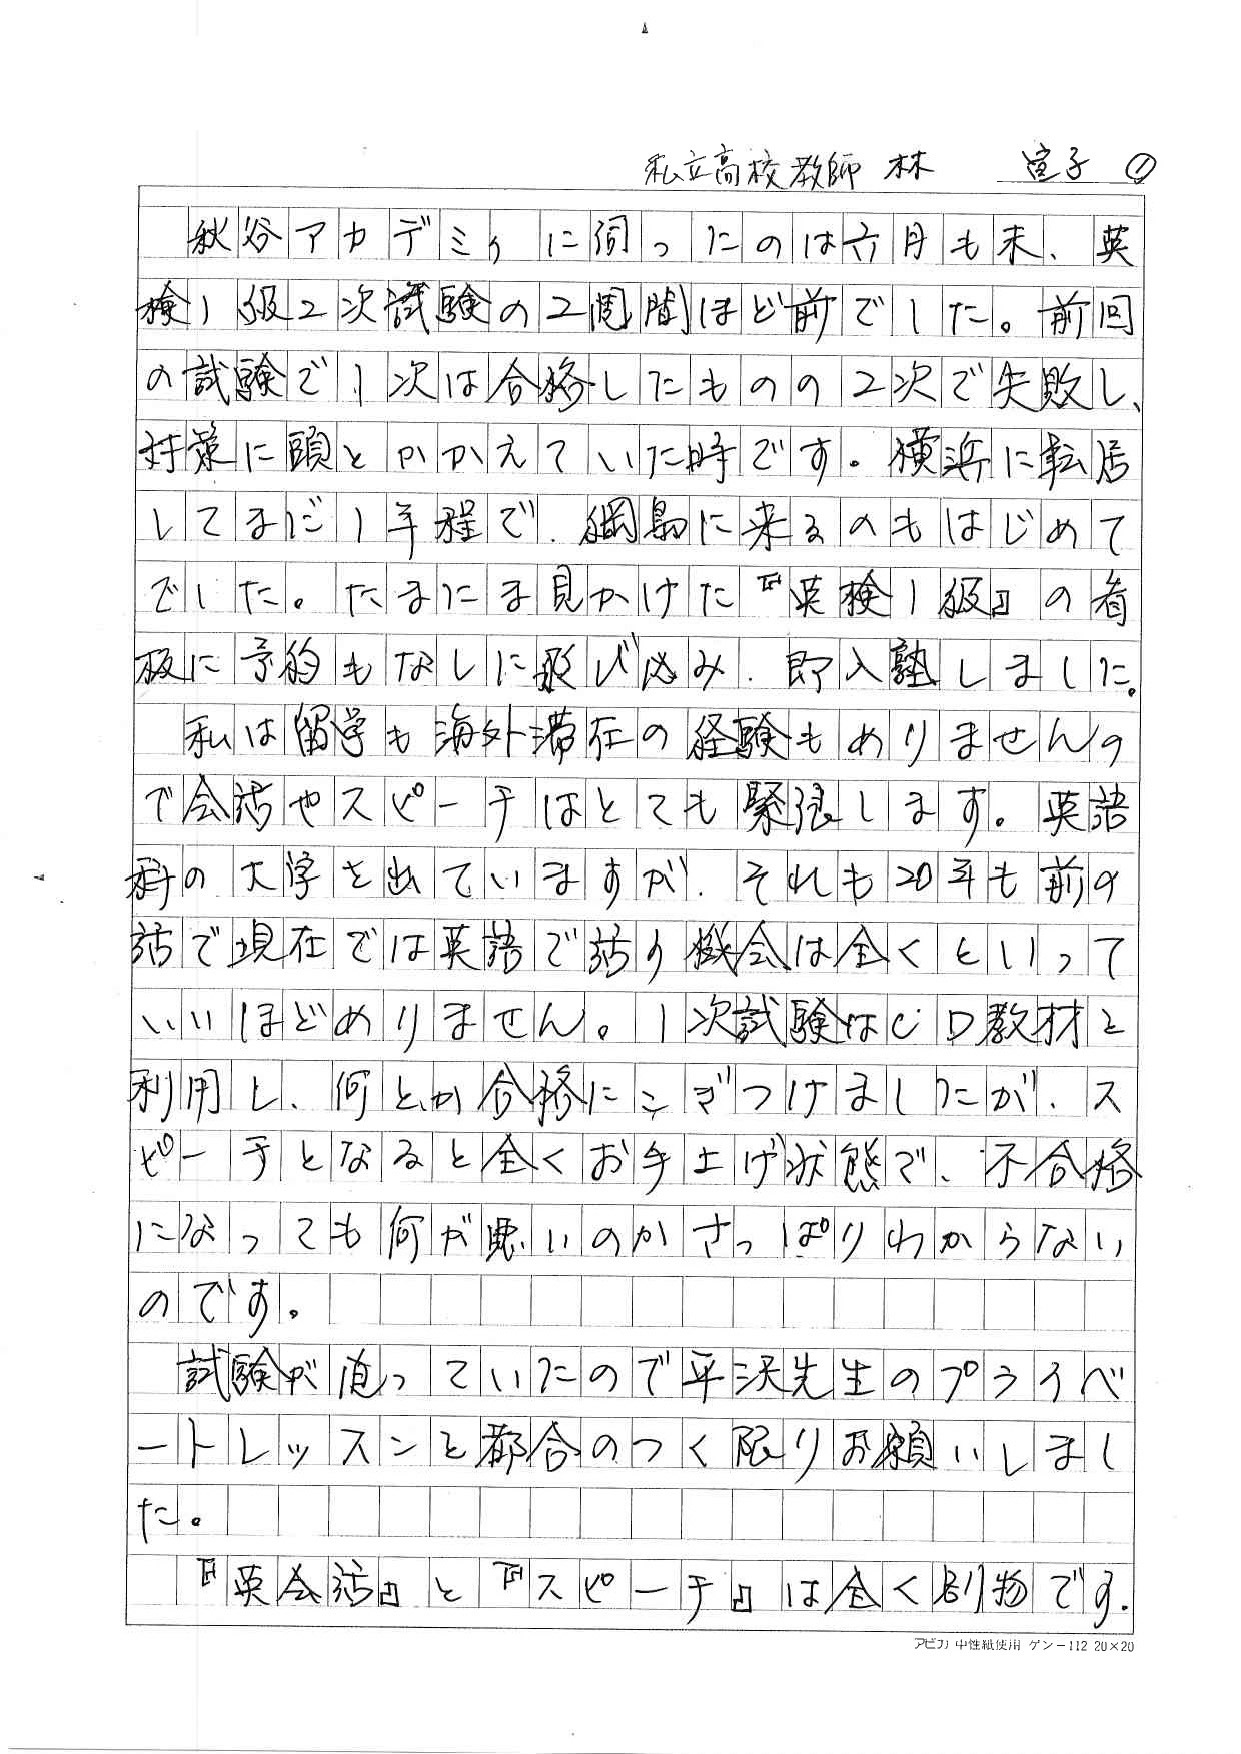 私立高校教師 林 宣子 ①
秋谷アカデミィに伺ったのは六月も末、英
検1級2次試験の2週間ほど前でした。前回
の試験で1次は合格したものの2次で失敗し、
対策に頭をかかえていた時です。横浜に転居
してまだ1年程で、綱島に来るのもはじめて
でした。たまたま見かけた『英検1級』の看
板に予約もなしに飛び込み、即入塾しました。
私は留学も海外滞在の経験もありませんの
で会話やスピーチはとても緊張します。英語
科の大学を出ていますが、それも20年も前の
話で現在では英語で話す機会は全くといって
いいほどありません。1次試験はCD教材を
利用し、何とか合格にこぎつけましたが、ス
ピーチとなると全くお手上げ状態で、不合格
になっても何が悪いのかさっぱりわからない
のです。
試験が迫っていたので平沢先生のプライベ
ートレッスンを都合のつく限りお願いしまし
た。
『英会話』と『スピーチ』は全く別物です。
アピカ 中性紙使用 ゲン－112 20×20